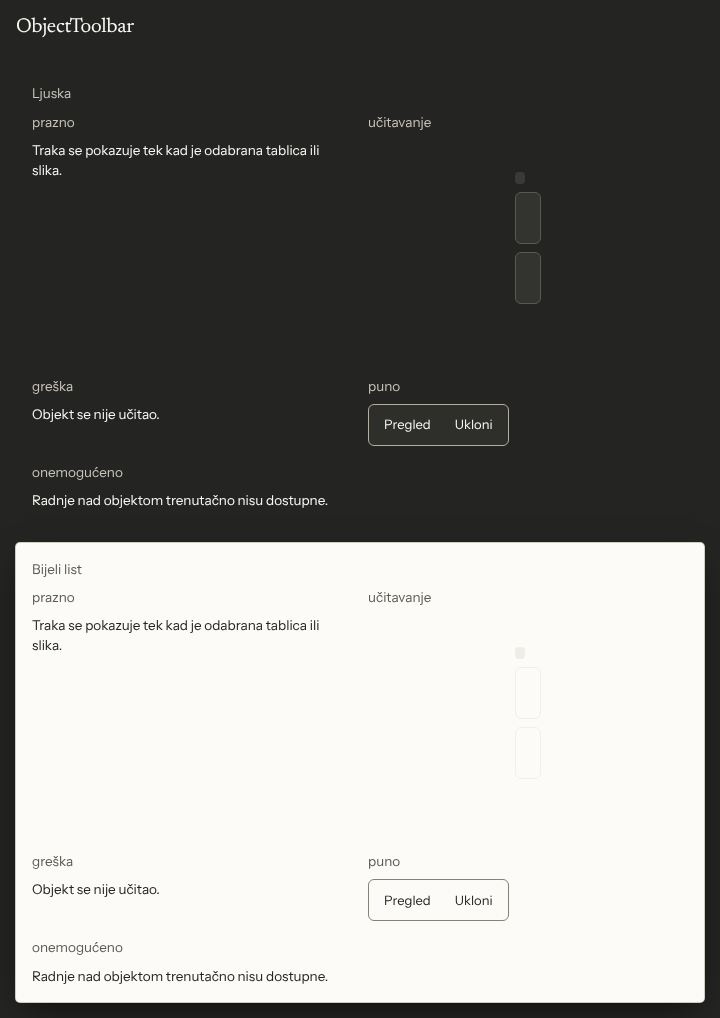 ObjectToolbar
Ljuska
prazno
učitavanje
Traka se pokazuje tek kad je odabrana tablica ili
slika.
greška
puno
Objekt se nije učitao.
Pregled Ukloni
onemogućeno
Radnje nad objektom trenutačno nisu dostupne.
Bijeli list
prazno
učitavanje
Traka se pokazuje tek kad je odabrana tablica ili
slika.
greška
puno
Objekt se nije učitao.
Pregled Ukloni
onemogućeno
Radnje nad objektom trenutačno nisu dostupne.